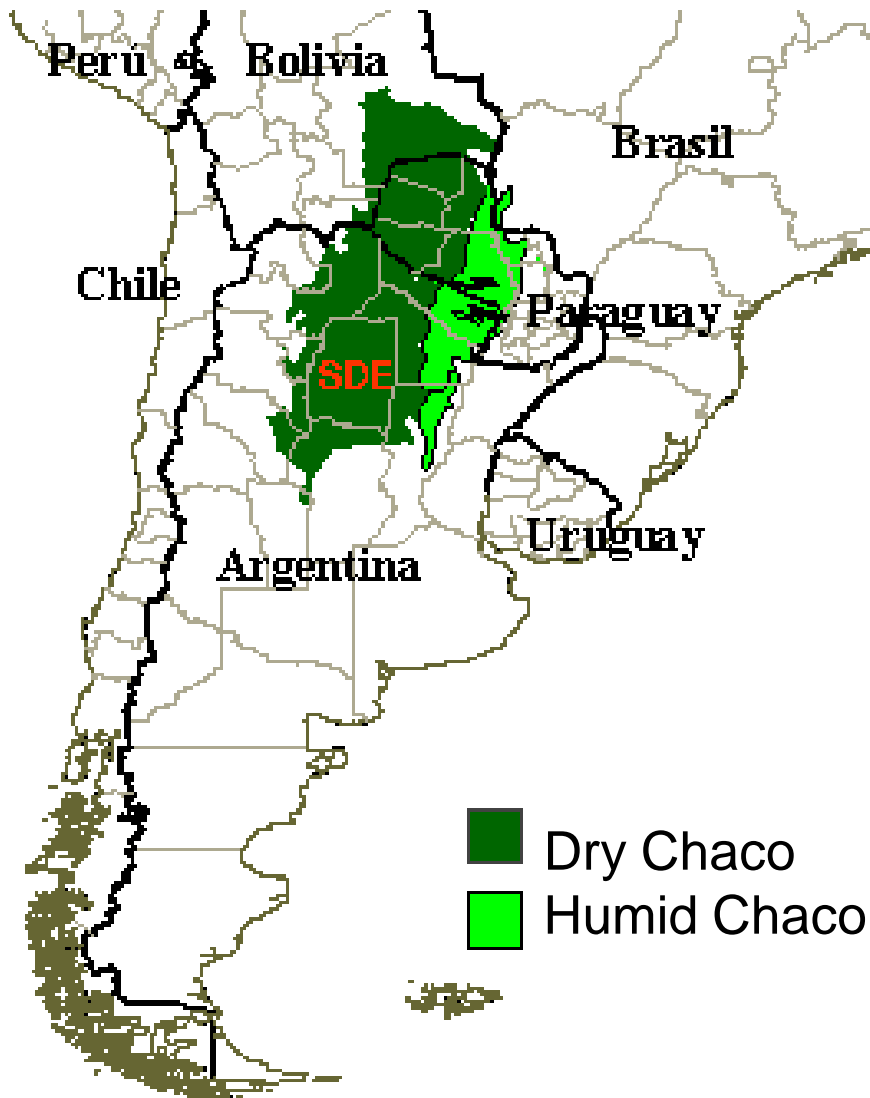 Perú
Bolivia
Brasil
Chile
Paraguay
SDE
Uruguay
Argentina
Dry Chaco
Humid Chaco